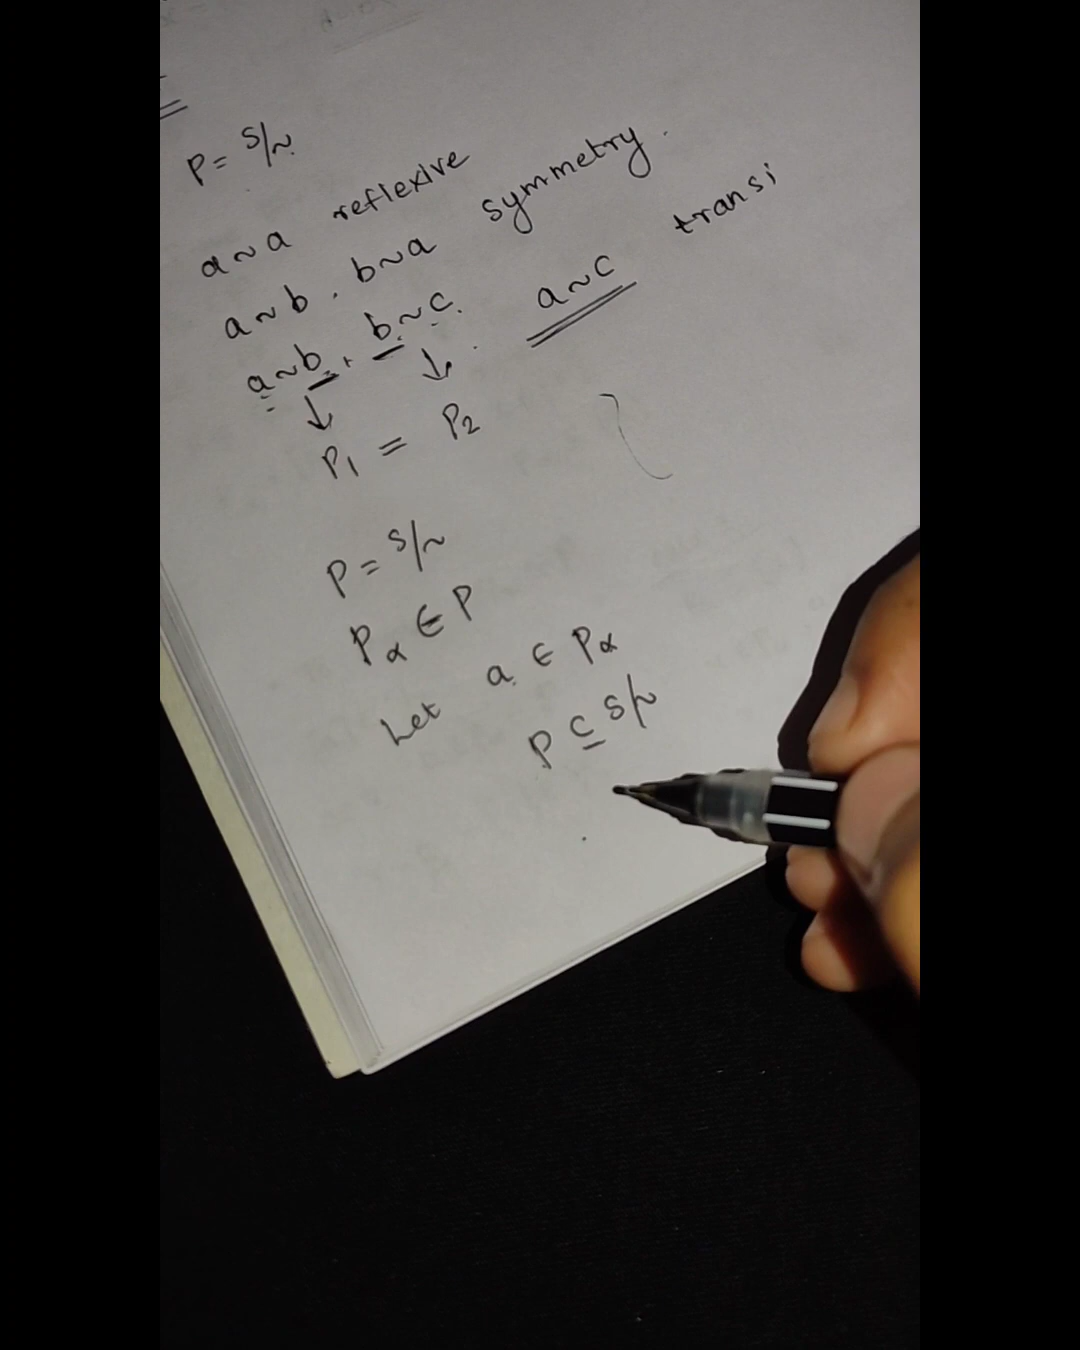 P = S/~
a~a reflexive
a~b . b~a symmetry.
a~b, b~c. a~c transi
↓ ↓
P1 = P2
P = S/~
Pα ∈ P
Let a ∈ Pα
P ⊆ S/~